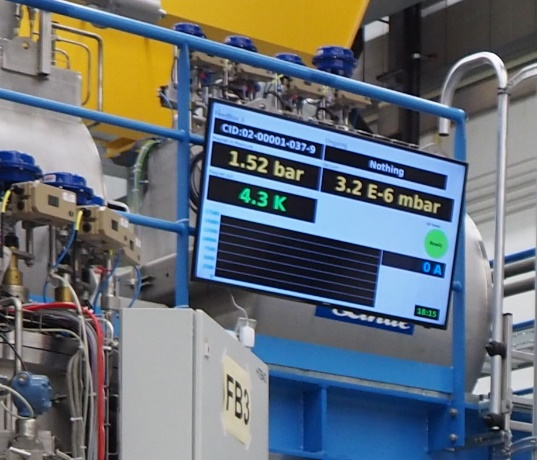 CID:02-00001-037-9
Nothing
1.52 bar
3.2 E-6 mbar
4.3 K
Ready
0 A
18:15
FB3